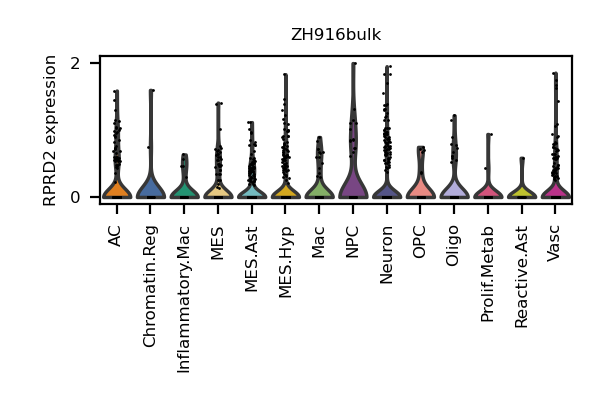 ZH916bulk
RPRD2 expression
2
0
AC
Chromatin.Reg
Inflammatory.Mac
MES
MES.Ast
MES.Hyp
Mac
NPC
Neuron
OPC
Oligo
Prolif.Metab
Reactive.Ast
Vasc